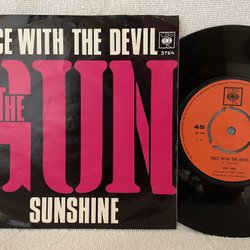 ACE WITH THE DEVIL
CBS
3764
THE
GUN
SUNSHINE
CBS
45
RACE WITH THE DEVIL
THE GUN